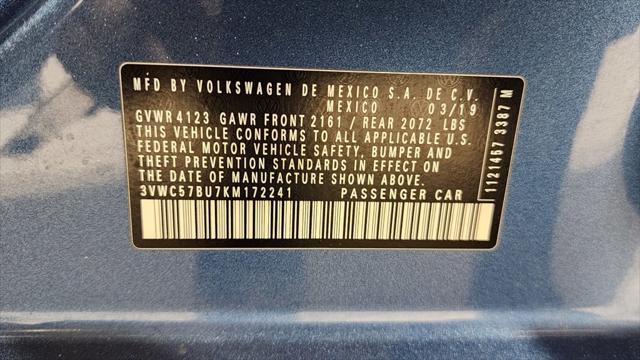 MFD BY VOLKSWAGEN DE MEXICO S.A. DE C.V.
MEXICO 03/19
GVWR 4123 GAWR FRONT 2161 / REAR 2072 LBS
THIS VEHICLE CONFORMS TO ALL APPLICABLE U.S.
FEDERAL MOTOR VEHICLE SAFETY, BUMPER AND
THEFT PREVENTION STANDARDS IN EFFECT ON
THE DATE OF MANUFACTURE SHOWN ABOVE.
3VWC57BU7KM172241 PASSENGER CAR
1121457 3387 M